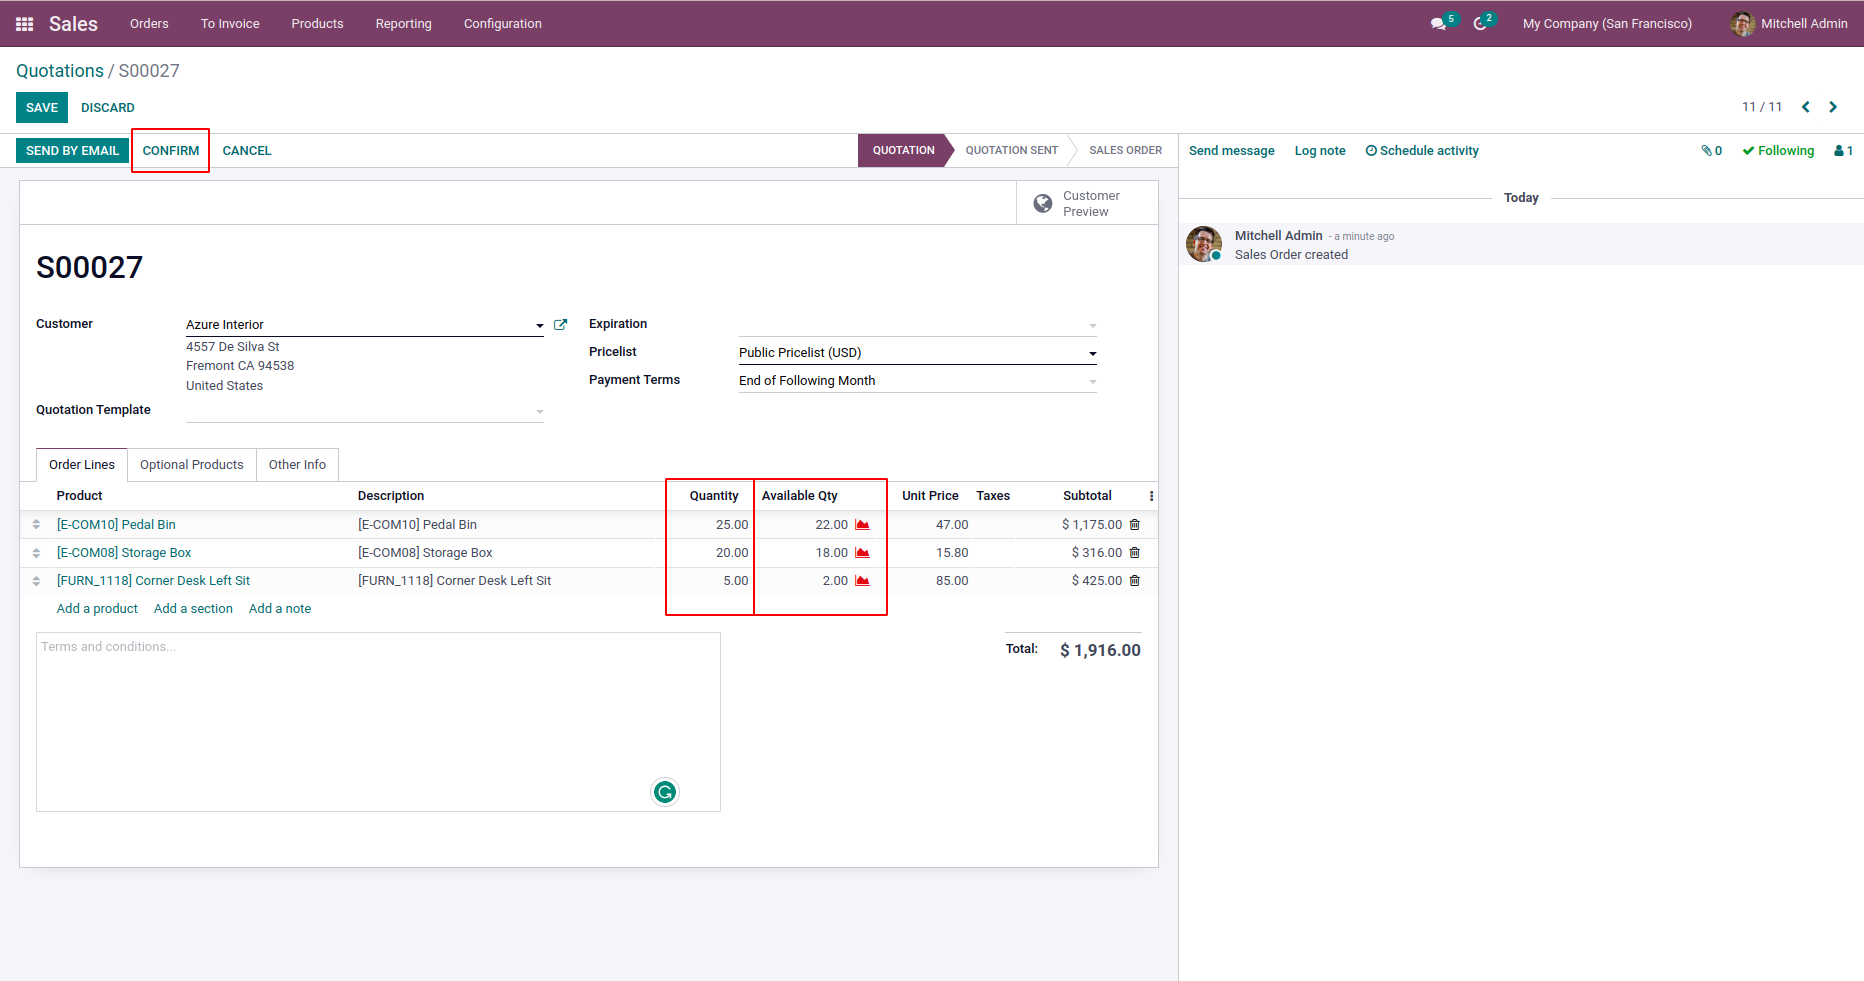 Sales Orders To Invoice Products Reporting Configuration 5 2 My Company (San Francisco) Mitchell Admin
Quotations / S00027
SAVE DISCARD 11 / 11
SEND BY EMAIL CONFIRM CANCEL QUOTATION QUOTATION SENT SALES ORDER
Customer
Preview
S00027
Customer Azure Interior
4557 De Silva St
Fremont CA 94538
United States
Quotation Template
Expiration
Pricelist Public Pricelist (USD)
Payment Terms End of Following Month
Order Lines Optional Products Other Info
Product Description Quantity Available Qty Unit Price Taxes Subtotal
[E-COM10] Pedal Bin [E-COM10] Pedal Bin 25.00 22.00 47.00 $ 1,175.00
[E-COM08] Storage Box [E-COM08] Storage Box 20.00 18.00 15.80 $ 316.00
[FURN_1118] Corner Desk Left Sit [FURN_1118] Corner Desk Left Sit 5.00 2.00 85.00 $ 425.00
Add a product Add a section Add a note
Terms and conditions...
Total: $ 1,916.00
Send message Log note Schedule activity 0 Following 1
Today
Mitchell Admin - a minute ago
Sales Order created